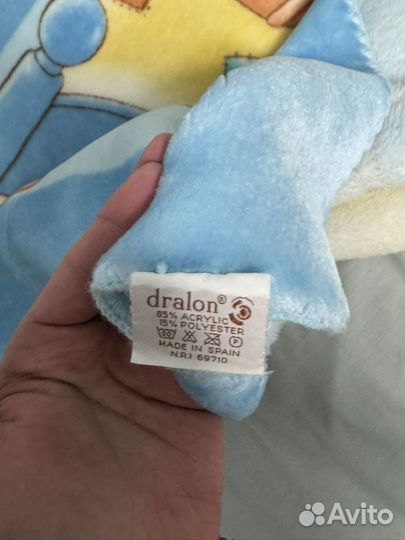 dralon®
85% ACRYLIC
15% POLYESTER
P
MADE IN SPAIN
N.R.I 69710
Avito